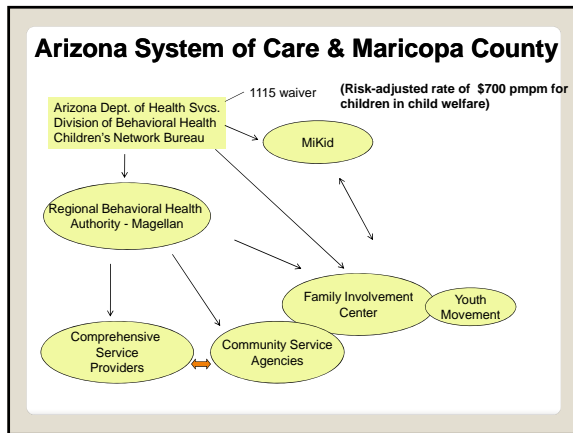 Arizona System of Care & Maricopa County
1115 waiver
(Risk-adjusted rate of $700 pmpm for
children in child welfare)
Arizona Dept. of Health Svcs.
Division of Behavioral Health
Children's Network Bureau
MiKid
Regional Behavioral Health
Authority - Magellan
Family Involvement
Center
Youth
Movement
Comprehensive
Service
Providers
Community Service
Agencies